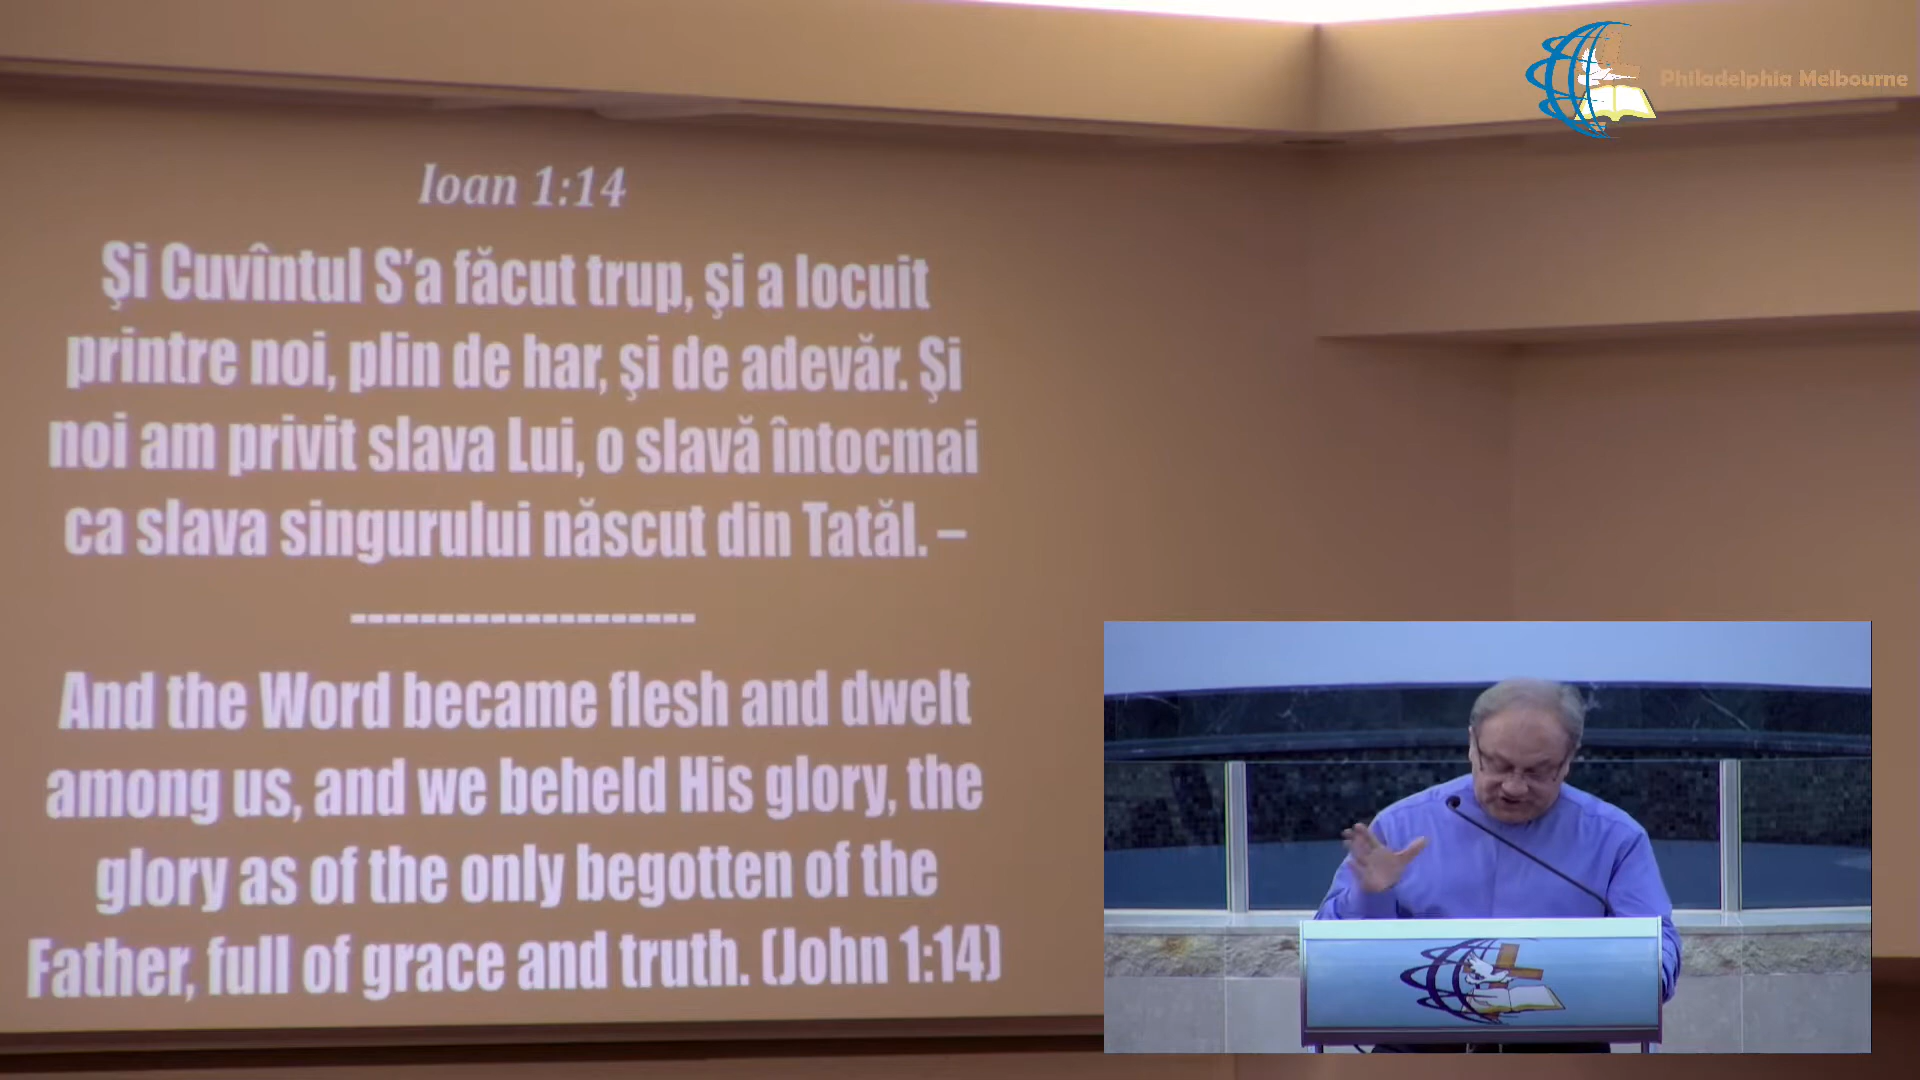 Philadelphia Melbourne
Ioan 1:14
Şi Cuvîntul S’a făcut trup, şi a locuit
printre noi, plin de har, şi de adevăr. Şi
noi am privit slava Lui, o slavă întocmai
ca slava singurului născut din Tatăl. –
--------------------
And the Word became flesh and dwelt
among us, and we beheld His glory, the
glory as of the only begotten of the
Father, full of grace and truth. (John 1:14)